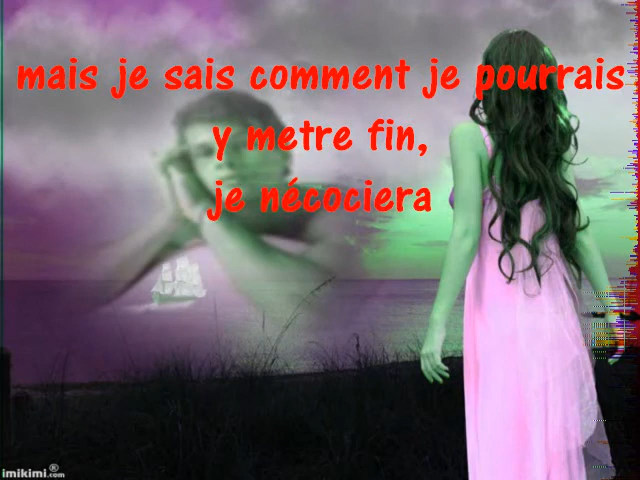 mais je sais comment je pourrais
y metre fin,
je nécociera
imikimi.com®